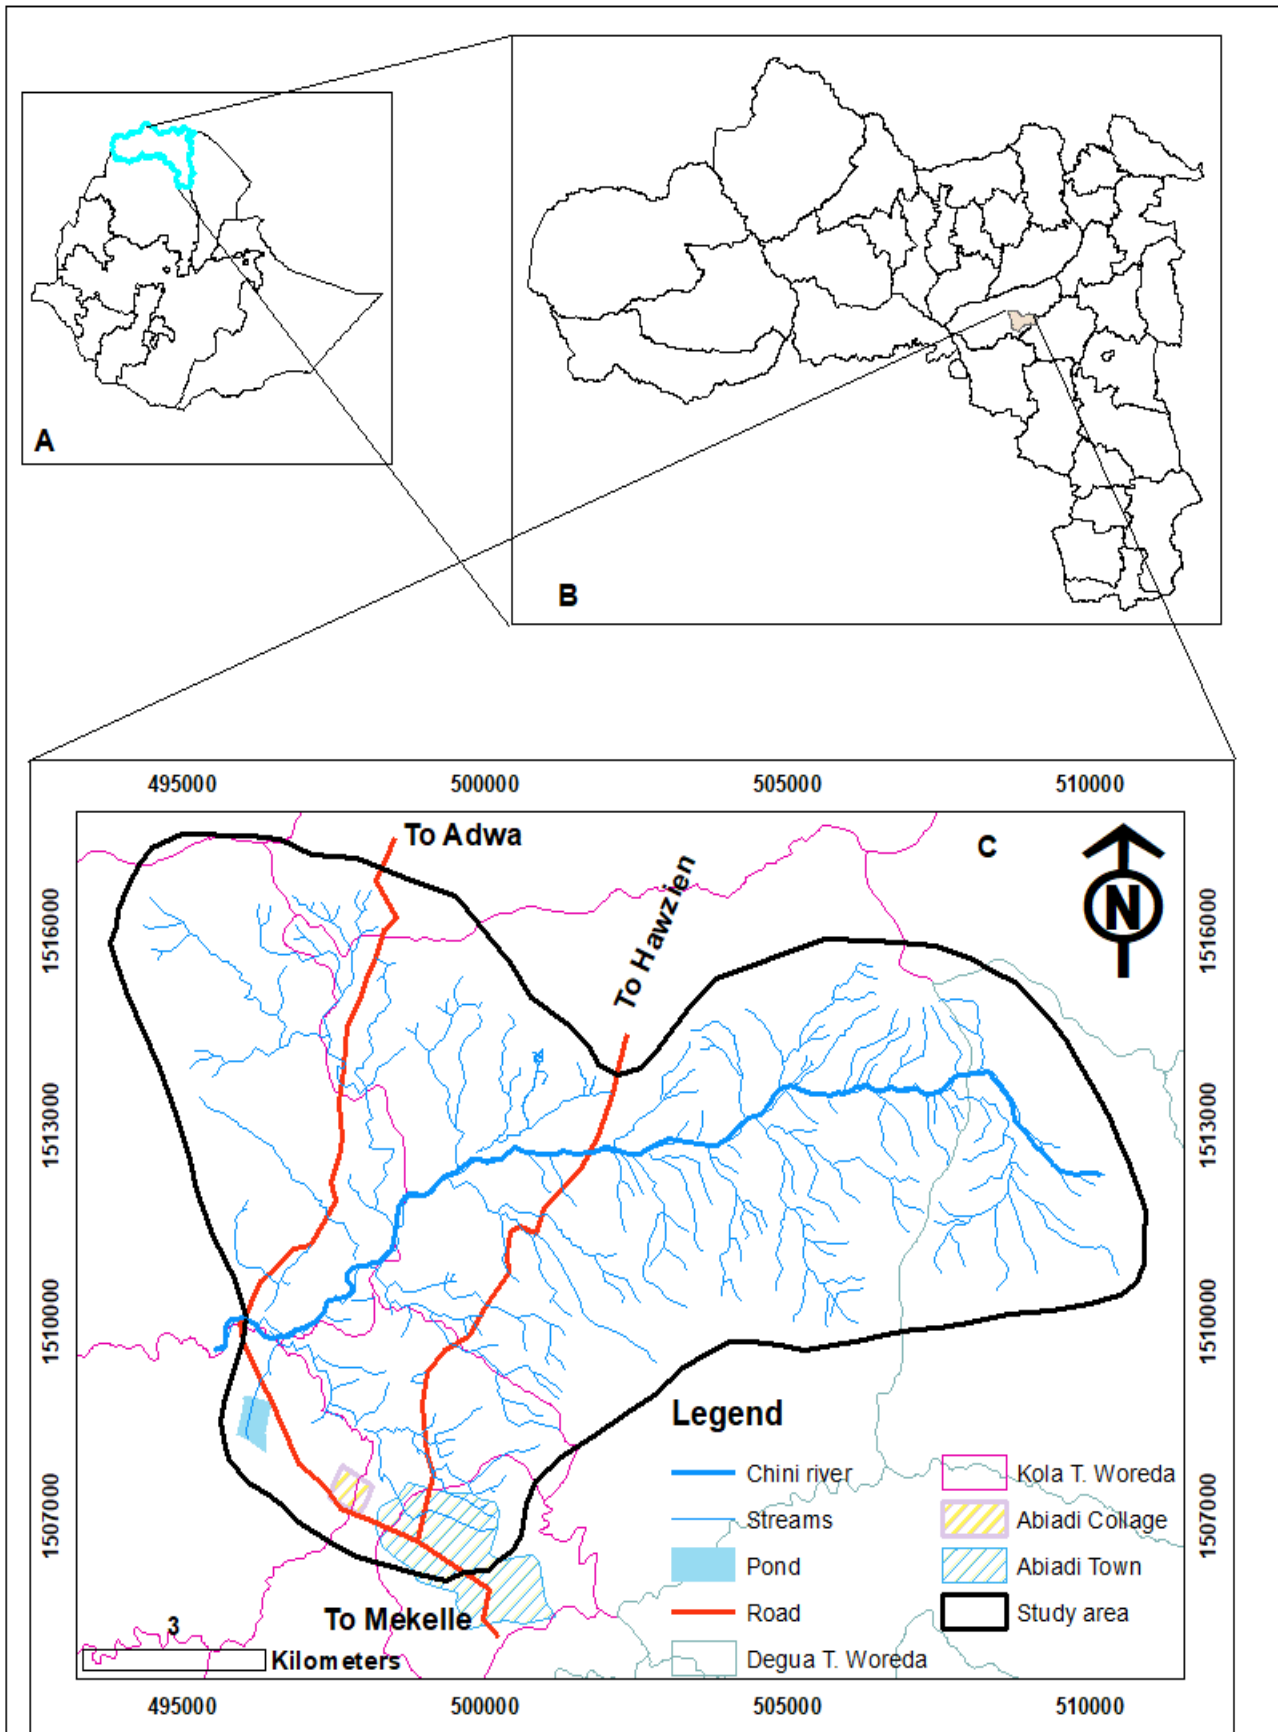 A
B
495000 500000 505000 510000
To Adwa
C
To Hawzien
N
1516000
1516000
1513000
1513000
1510000
1510000
1507000
1507000
Legend
Chini river
Kola T. Woreda
Streams
Abiadi Collage
Pond
Abiadi Town
Road
Study area
Degua T. Woreda
To Mekelle
3
Kilometers
495000 500000 505000 510000